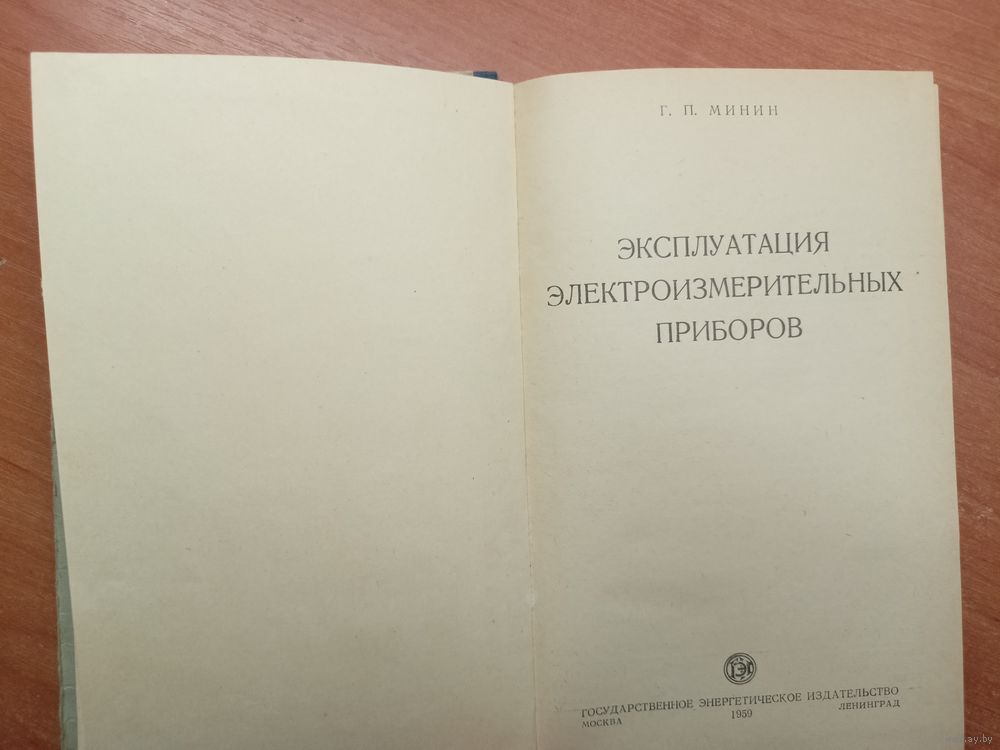 Г. П. МИНИН
ЭКСПЛУАТАЦИЯ
ЭЛЕКТРОИЗМЕРИТЕЛЬНЫХ
ПРИБОРОВ
ГЭИ
ГОСУДАРСТВЕННОЕ ЭНЕРГЕТИЧЕСКОЕ ИЗДАТЕЛЬСТВО
МОСКВА 1959 ЛЕНИНГРАД